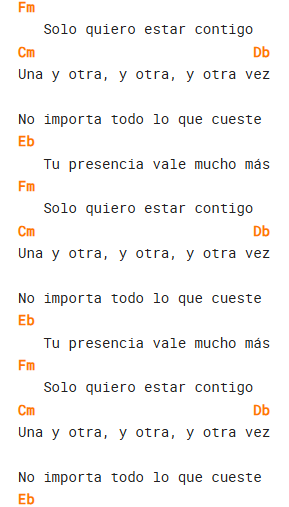 Fm
Solo quiero estar contigo
Cm Db
Una y otra, y otra, y otra vez
No importa todo lo que cueste
Eb
Tu presencia vale mucho más
Fm
Solo quiero estar contigo
Cm Db
Una y otra, y otra, y otra vez
No importa todo lo que cueste
Eb
Tu presencia vale mucho más
Fm
Solo quiero estar contigo
Cm Db
Una y otra, y otra, y otra vez
No importa todo lo que cueste
Eb